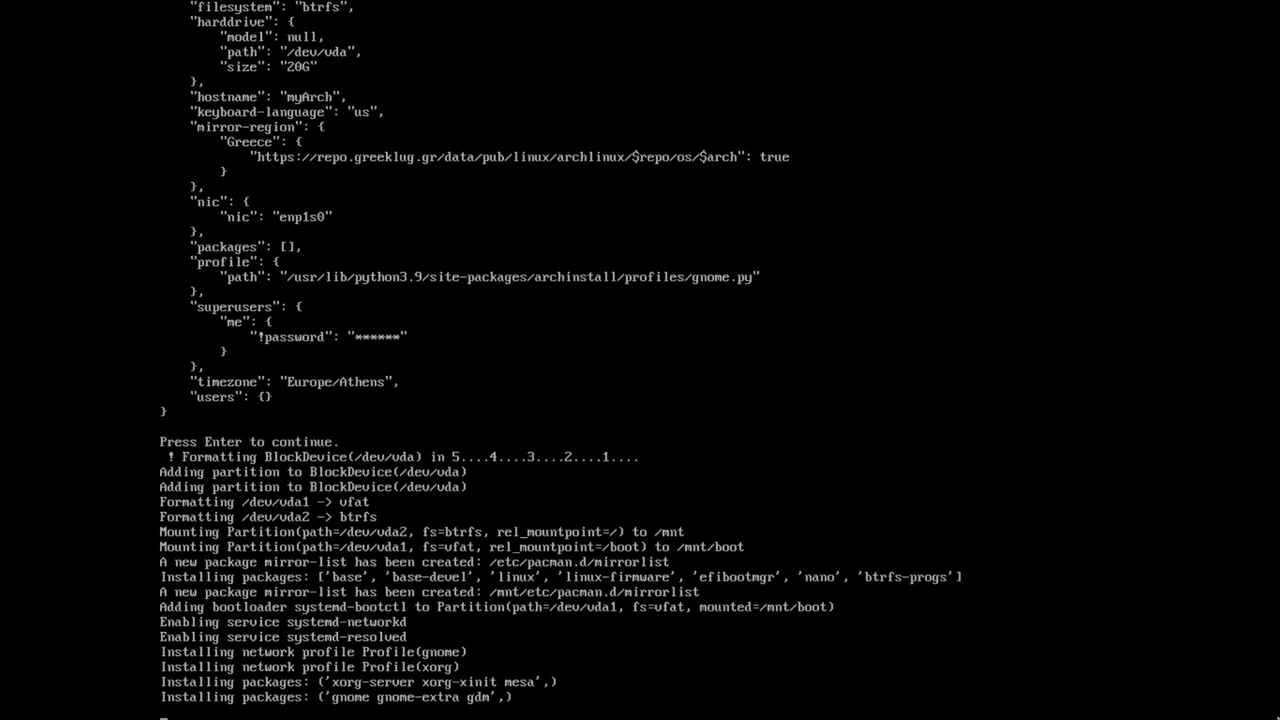 "filesystem": "btrfs",
"harddrive": {
"model": null,
"path": "/dev/vda",
"size": "20G"
},
"hostname": "myArch",
"keyboard-language": "us",
"mirror-region": {
"Greece": {
"https://repo.greeklug.gr/data/pub/linux/archlinux/$repo/os/$arch": true
}
},
"nic": {
"nic": "enp1s0"
},
"packages": [],
"profile": {
"path": "/usr/lib/python3.9/site-packages/archinstall/profiles/gnome.py"
},
"superusers": {
"me": {
"!password": "******"
}
},
"timezone": "Europe/Athens",
"users": {}
}
Press Enter to continue.
! Formatting BlockDevice(/dev/vda) in 5....4....3....2....1....
Adding partition to BlockDevice(/dev/vda)
Adding partition to BlockDevice(/dev/vda)
Formatting /dev/vda1 -> vfat
Formatting /dev/vda2 -> btrfs
Mounting Partition(path=/dev/vda2, fs=btrfs, rel_mountpoint=/) to /mnt
Mounting Partition(path=/dev/vda1, fs=vfat, rel_mountpoint=/boot) to /mnt/boot
A new package mirror-list has been created: /etc/pacman.d/mirrorlist
Installing packages: ['base', 'base-devel', 'linux', 'linux-firmware', 'efibootmgr', 'nano', 'btrfs-progs']
A new package mirror-list has been created: /mnt/etc/pacman.d/mirrorlist
Adding bootloader systemd-bootctl to Partition(path=/dev/vda1, fs=vfat, mounted=/mnt/boot)
Enabling service systemd-networkd
Enabling service systemd-resolved
Installing network profile Profile(gnome)
Installing network profile Profile(xorg)
Installing packages: ('xorg-server xorg-xinit mesa',)
Installing packages: ('gnome gnome-extra gdm',)